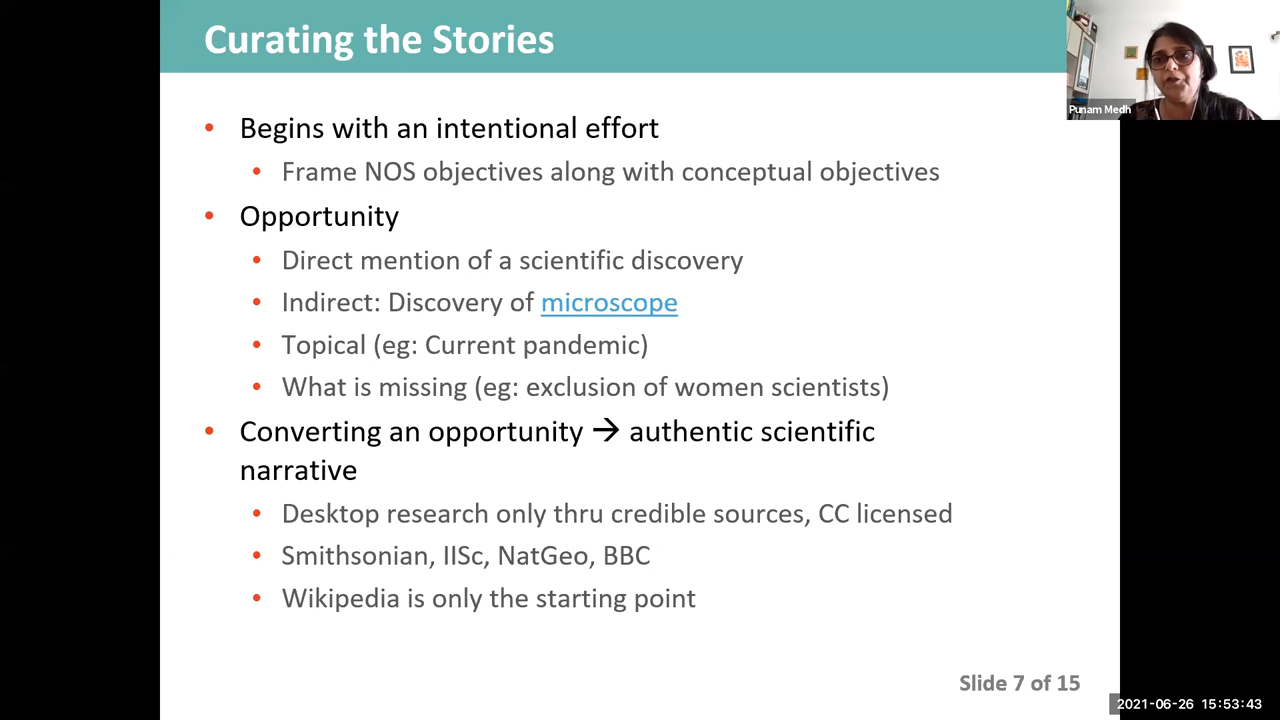 Curating the Stories
Punam Medh
• Begins with an intentional effort
• Frame NOS objectives along with conceptual objectives
• Opportunity
• Direct mention of a scientific discovery
• Indirect: Discovery of microscope
• Topical (eg: Current pandemic)
• What is missing (eg: exclusion of women scientists)
• Converting an opportunity → authentic scientific
narrative
• Desktop research only thru credible sources, CC licensed
• Smithsonian, IISc, NatGeo, BBC
• Wikipedia is only the starting point
Slide 7 of 15
2021-06-26 15:53:43